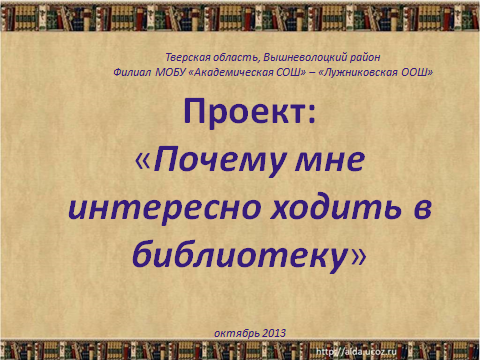 Тверская область, Вышневолоцкий район
Филиал МОБУ «Академическая СОШ» – «Лужниковская ООШ»
Проект:
«Почему мне
интересно ходить в
библиотеку»
октябрь 2013
http://aida.ucoz.ru